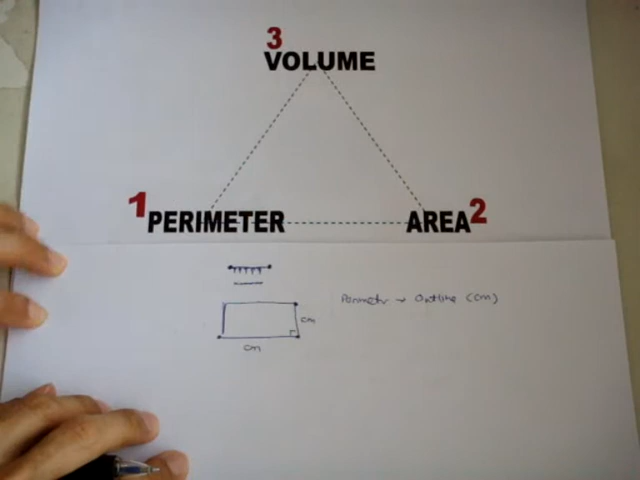 3
VOLUME
1 PERIMETER
AREA 2
Perimeter → Outline (cm)
cm
cm